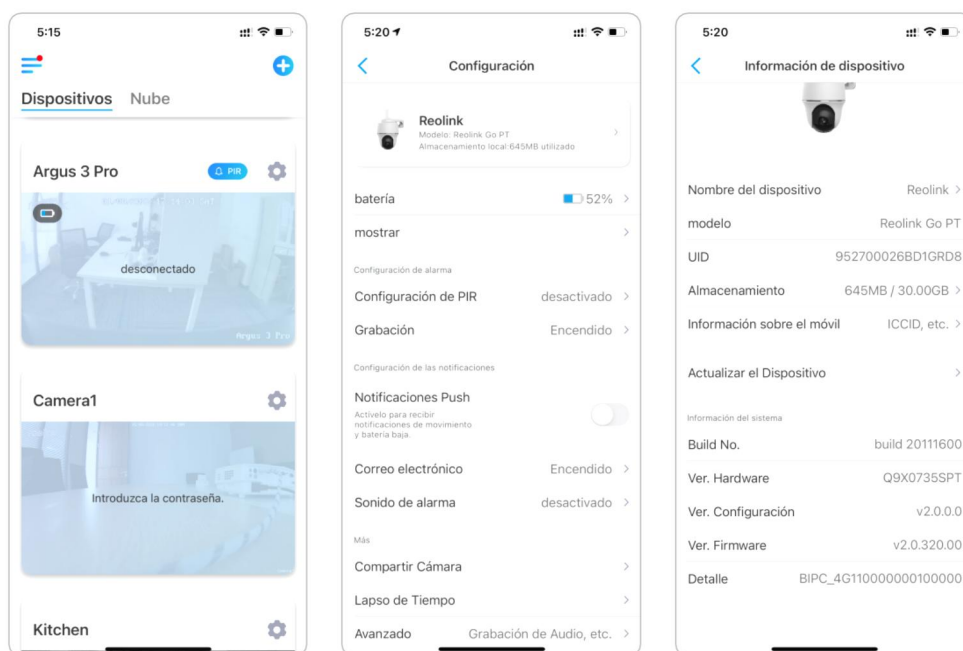 5:15
Dispositivos Nube
Argus 3 Pro
PIR
desconectado
Argus 3 Pro
Camera1
Introduzca la contraseña.
Kitchen
5:20
Configuración
Reolink
Modelo: Reolink Go PT
Almacenamiento local:645MB utilizado
batería 52%
mostrar
Configuración de alarma
Configuración de PIR desactivado
Grabación Encendido
Configuración de las notificaciones
Notificaciones Push
Actívelo para recibir
notificaciones de movimiento
y batería baja.
Correo electrónico Encendido
Sonido de alarma desactivado
Más
Compartir Cámara
Lapso de Tiempo
Avanzado Grabación de Audio, etc.
5:20
Información de dispositivo
Nombre del dispositivo Reolink
modelo Reolink Go PT
UID 952700026BD1GRD8
Almacenamiento 645MB / 30.00GB
Información sobre el móvil ICCID, etc.
Actualizar el Dispositivo
Información del sistema
Build No. build 20111600
Ver. Hardware Q9X0735SPT
Ver. Configuración v2.0.0.0
Ver. Firmware v2.0.320.00
Detalle BIPC_4G110000000100000